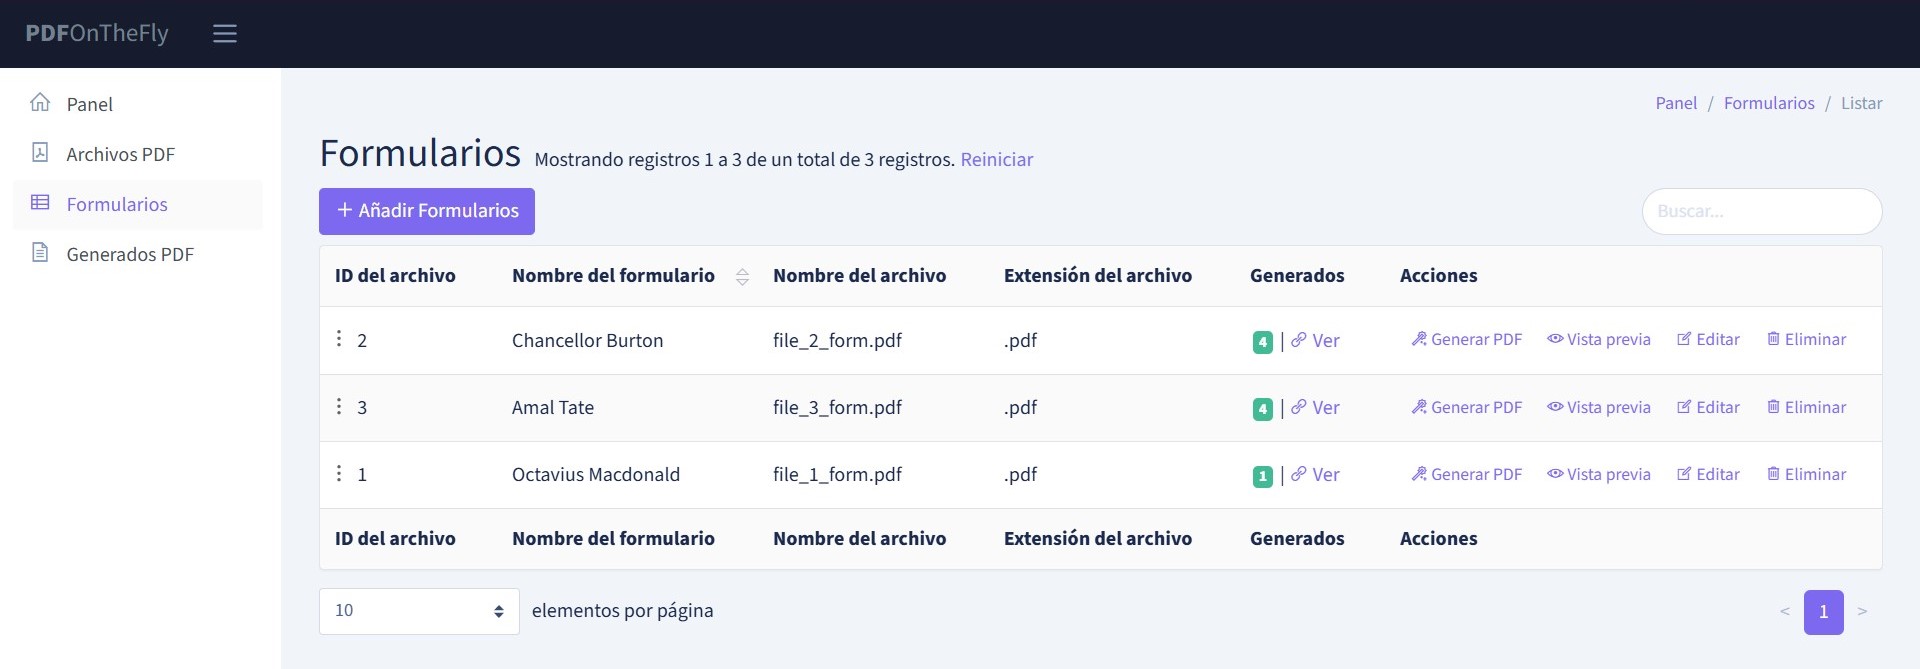 PDFOnTheFly
Panel
Archivos PDF
Formularios
Generados PDF
Panel / Formularios / Listar
Formularios Mostrando registros 1 a 3 de un total de 3 registros. Reiniciar
+ Añadir Formularios
Buscar...
ID del archivo Nombre del formulario Nombre del archivo Extensión del archivo Generados Acciones
2 Chancellor Burton file_2_form.pdf .pdf 4 | Ver Generar PDF Vista previa Editar Eliminar
3 Amal Tate file_3_form.pdf .pdf 4 | Ver Generar PDF Vista previa Editar Eliminar
1 Octavius Macdonald file_1_form.pdf .pdf 1 | Ver Generar PDF Vista previa Editar Eliminar
ID del archivo Nombre del formulario Nombre del archivo Extensión del archivo Generados Acciones
10 elementos por página
< 1 >